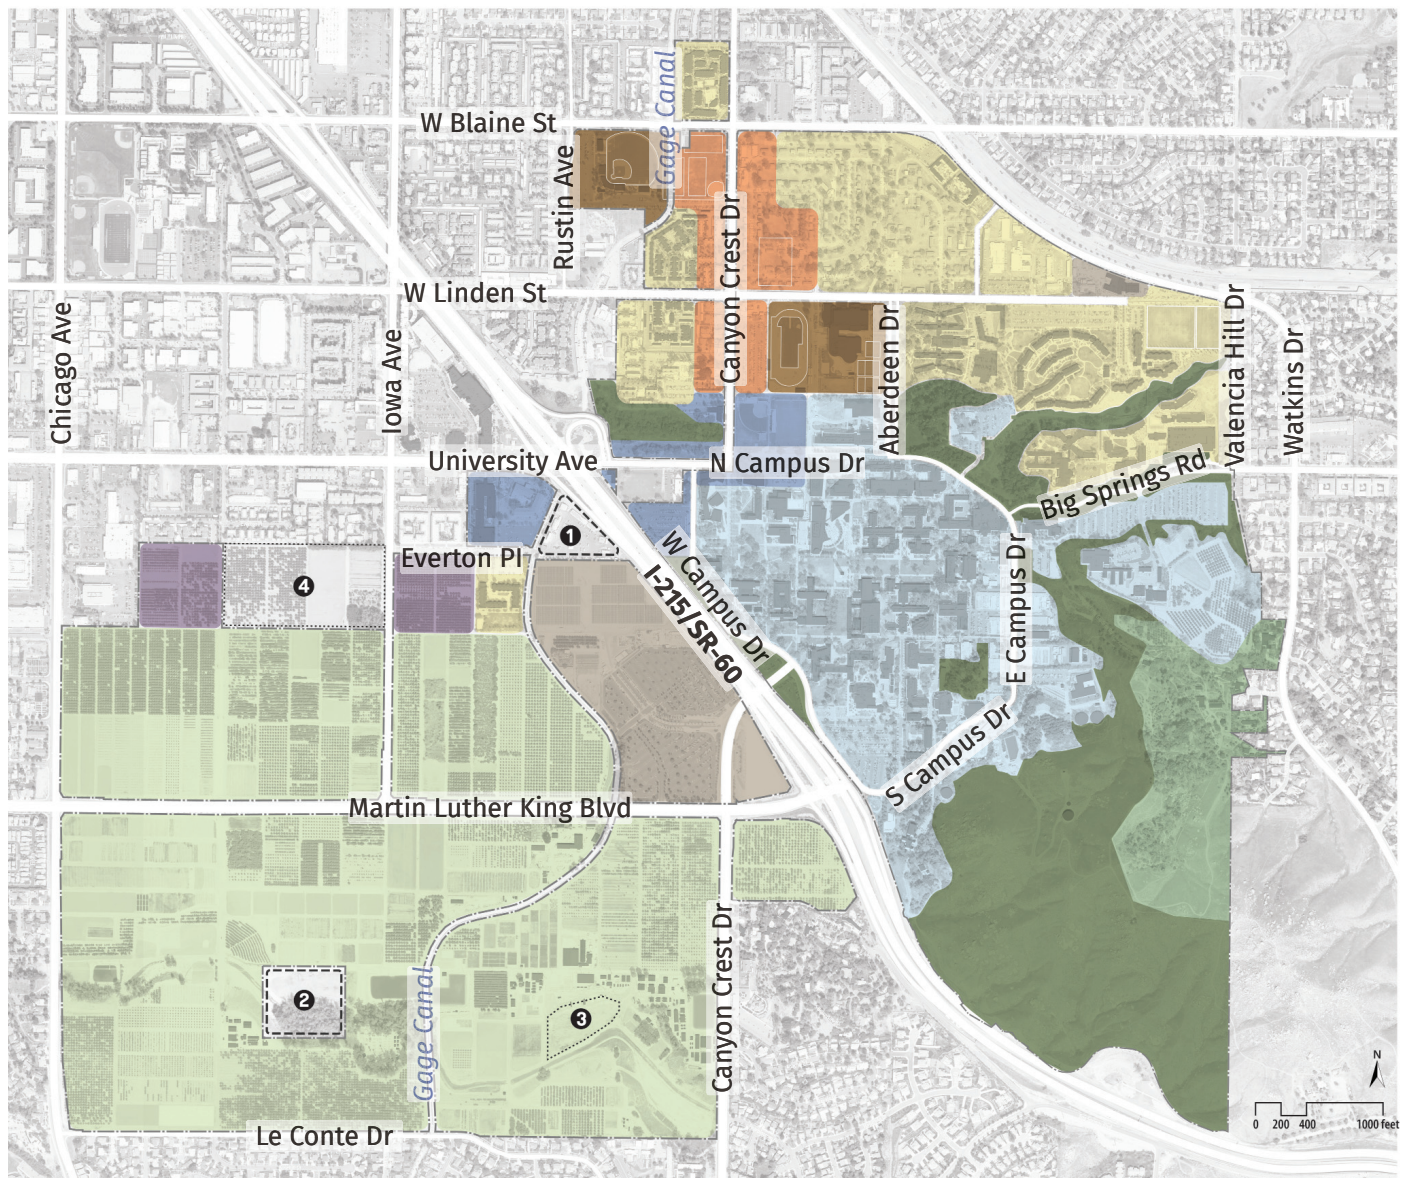 Gage Canal
W Blaine St
Rustin Ave
Canyon Crest Dr
W Linden St
Chicago Ave
Iowa Ave
Aberdeen Dr
Valencia Hill Dr
Watkins Dr
University Ave
N Campus Dr
Big Springs Rd
1
Everton Pl
W Campus Dr
I-215/SR-60
4
E Campus Dr
S Campus Dr
Martin Luther King Blvd
Canyon Crest Dr
Gage Canal
2
3
Le Conte Dr
N
0 200 400 1000 feet